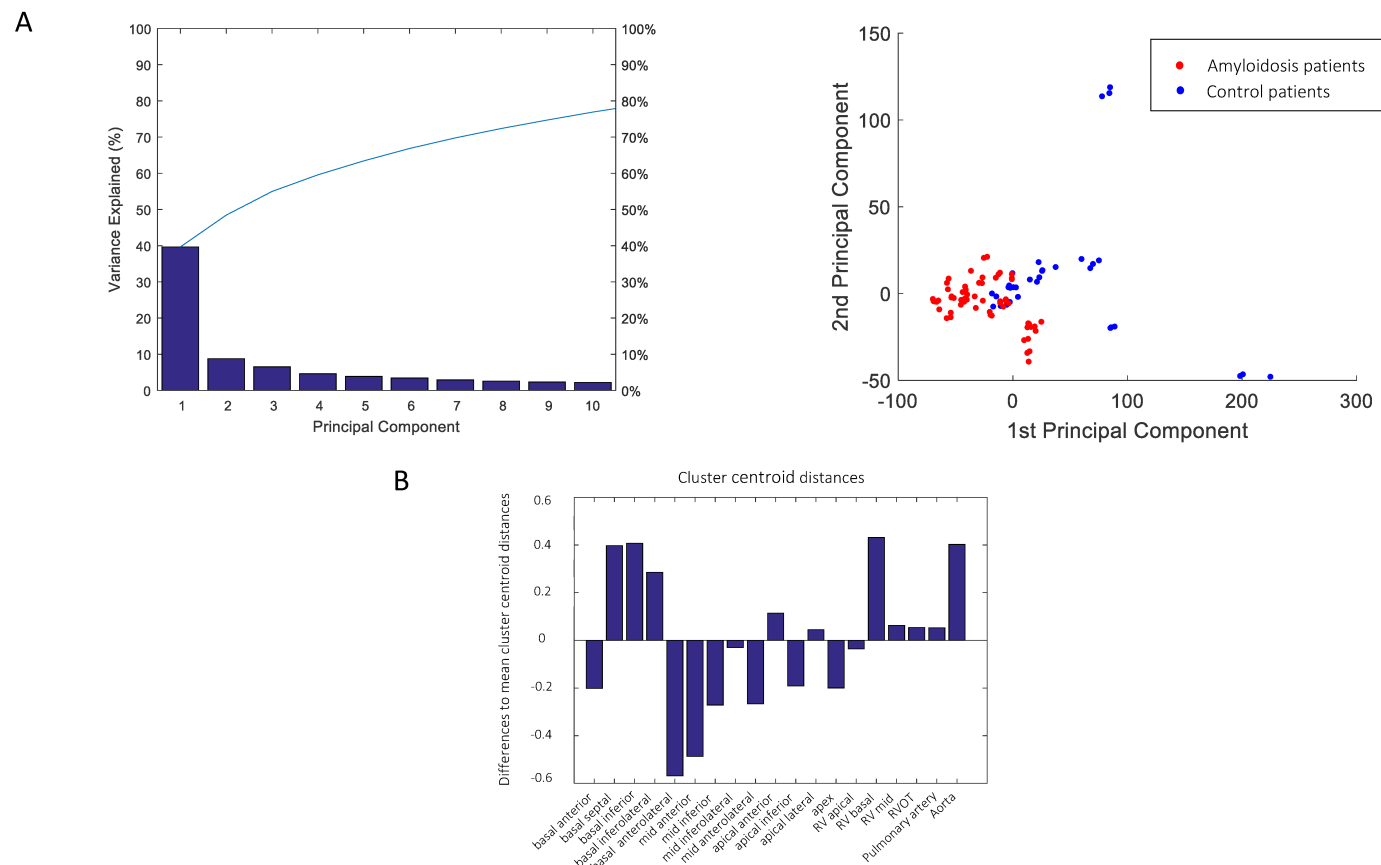 A
100
90
80
70
60
50
40
30
20
10
0
Variance Explained (%)
100%
90%
80%
70%
60%
50%
40%
30%
20%
10%
0%
1 2 3 4 5 6 7 8 9 10
Principal Component
150
100
50
0
-50
2nd Principal Component
-100 0 100 200 300
1st Principal Component
Amyloidosis patients
Control patients
B
Cluster centroid distances
Differences to mean cluster centroid distances
0.6
0.4
0.2
0
-0.2
-0.4
-0.6
basal anterior
basal septal
basal inferior
basal inferolateral
basal anterolateral
mid anterior
mid inferior
mid inferolateral
mid anterolateral
apical anterior
apical inferior
apical lateral
apex
RV apical
RV basal
RV mid
RVOT
Pulmonary artery
Aorta